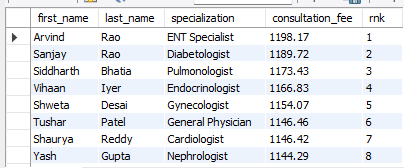 first_name last_name specialization consultation_fee rnk
Arvind Rao ENT Specialist 1198.17 1
Sanjay Rao Diabetologist 1189.72 2
Siddharth Bhatia Pulmonologist 1173.43 3
Vihaan Iyer Endocrinologist 1166.83 4
Shweta Desai Gynecologist 1154.07 5
Tushar Patel General Physician 1146.46 6
Shaurya Reddy Cardiologist 1146.42 7
Yash Gupta Nephrologist 1144.29 8